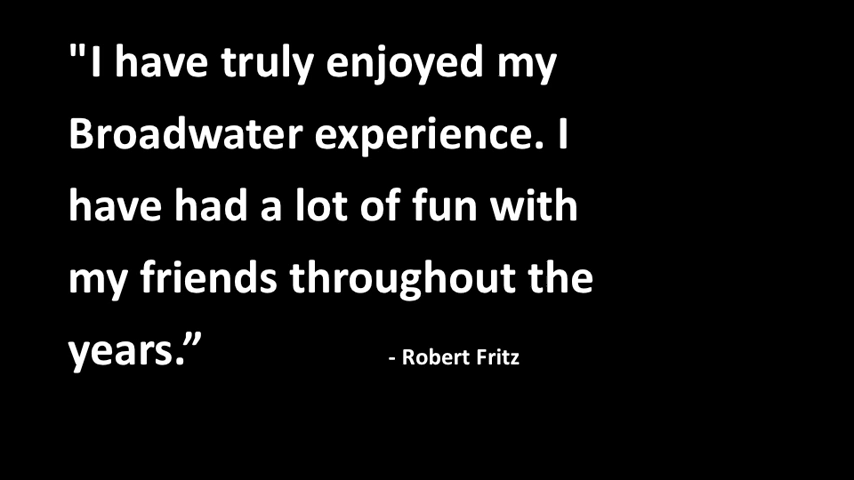 "I have truly enjoyed my
Broadwater experience. I
have had a lot of fun with
my friends throughout the
years.” - Robert Fritz